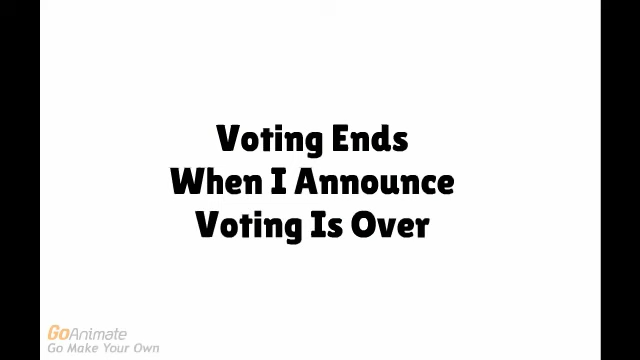 Voting Ends
When I Announce
Voting Is Over
GoAnimate
Go Make Your Own